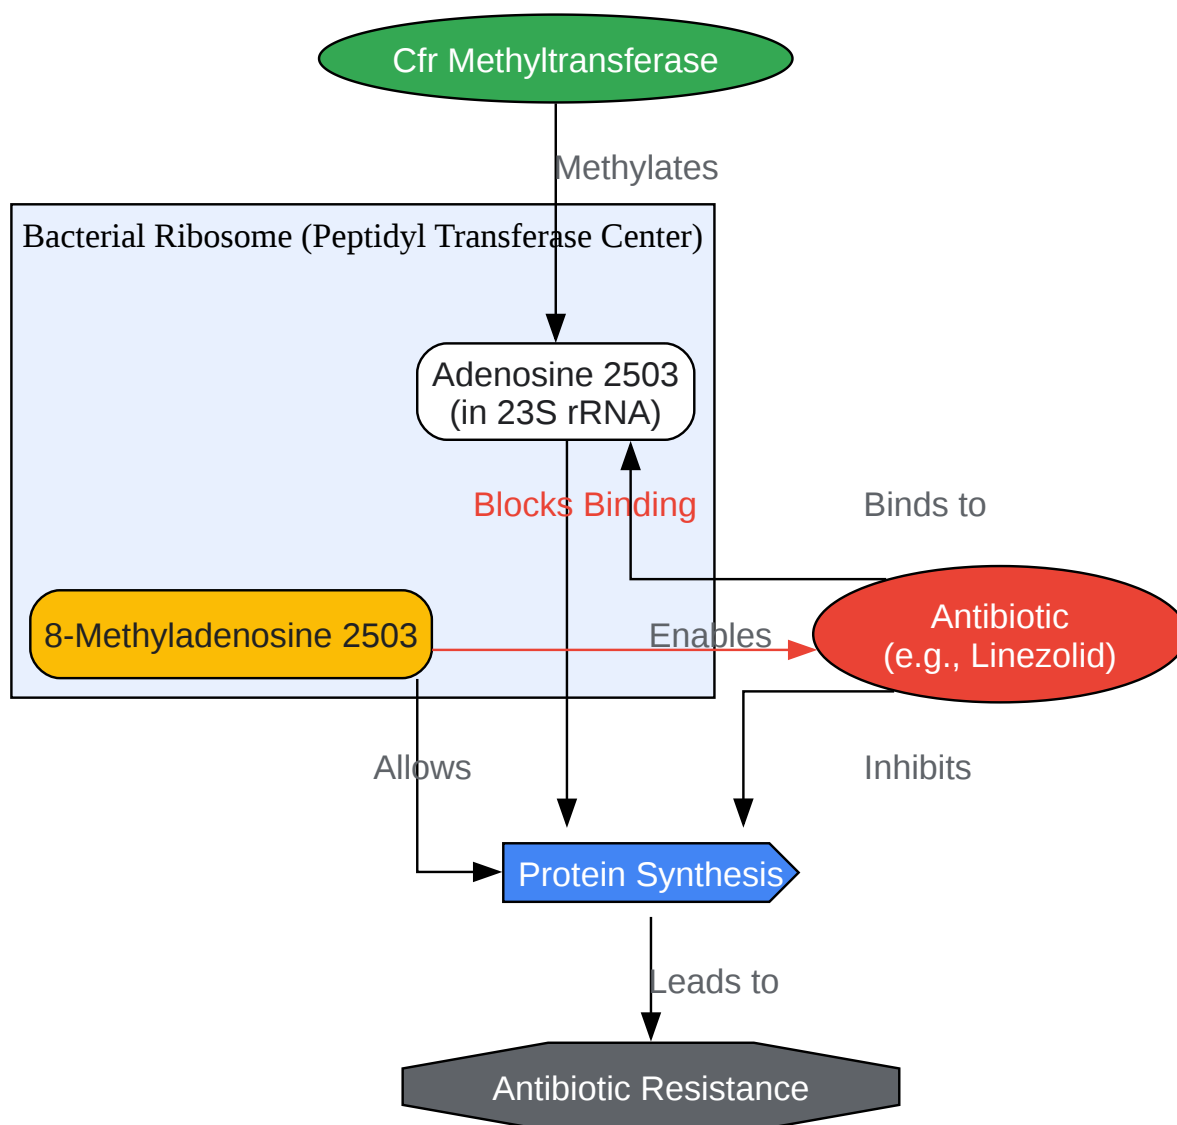 Cfr Methyltransferase
Methylates
Bacterial Ribosome (Peptidyl Transferase Center)
Adenosine 2503
(in 23S rRNA)
Blocks Binding
Binds to
Antibiotic
(e.g., Linezolid)
8-Methyladenosine 2503
Enables
Allows
Inhibits
Protein Synthesis
Leads to
Antibiotic Resistance